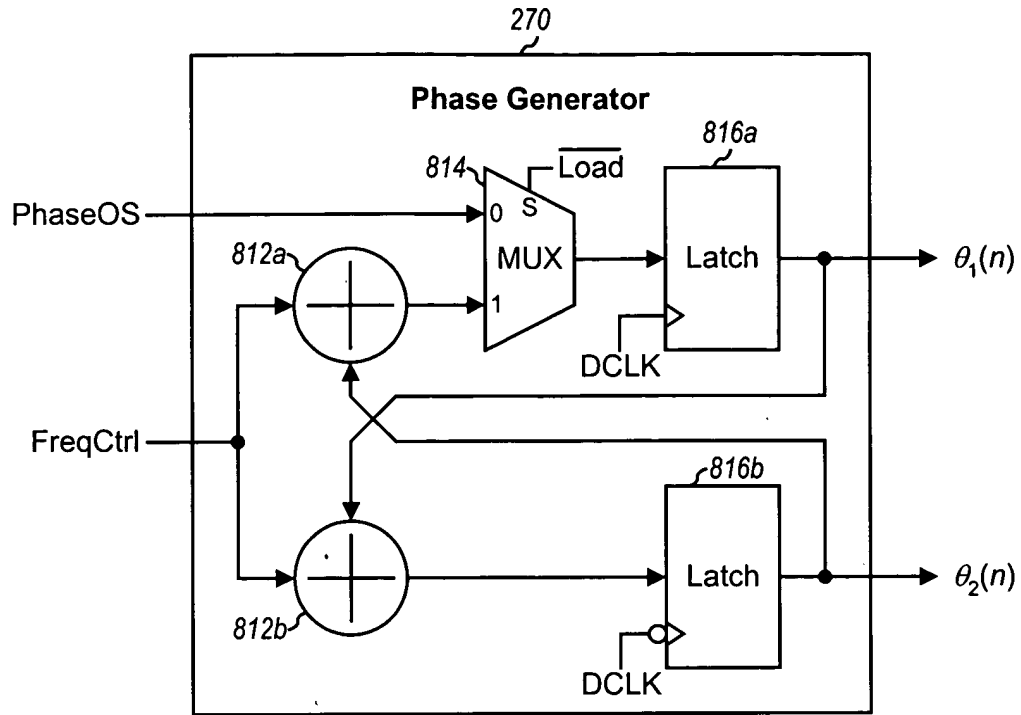 270
Phase Generator
816a
814
Load
PhaseOS
0
S
812a
MUX
Latch
θ₁(n)
1
DCLK
FreqCtrl
816b
Latch
θ₂(n)
812b
DCLK